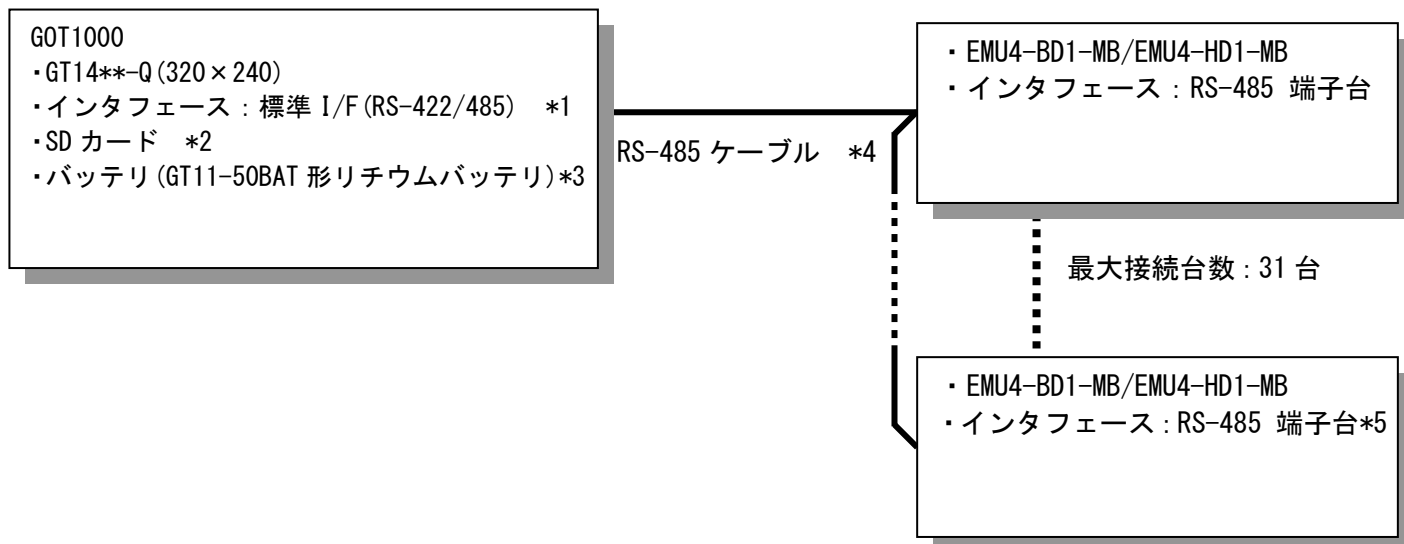 GOT1000
・GT14**-Q(320×240)
・インタフェース：標準 I/F(RS-422/485) *1
・SD カード *2
・バッテリ(GT11-50BAT 形リチウムバッテリ)*3
RS-485 ケーブル *4
・EMU4-BD1-MB/EMU4-HD1-MB
・インタフェース：RS-485 端子台
最大接続台数：31 台
・EMU4-BD1-MB/EMU4-HD1-MB
・インタフェース：RS-485 端子台*5